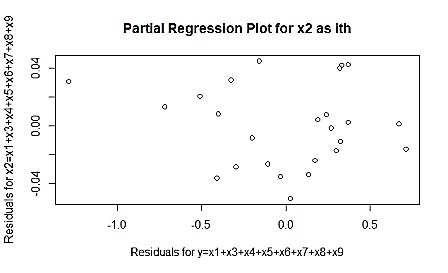 Partial Regression Plot for x2 as lth
Residuals for x2=x1+x3+x4+x5+x6+x7+x8+x9
0.04
0.00
-0.04
-1.0 -0.5 0.0 0.5
Residuals for y=x1+x3+x4+x5+x6+x7+x8+x9